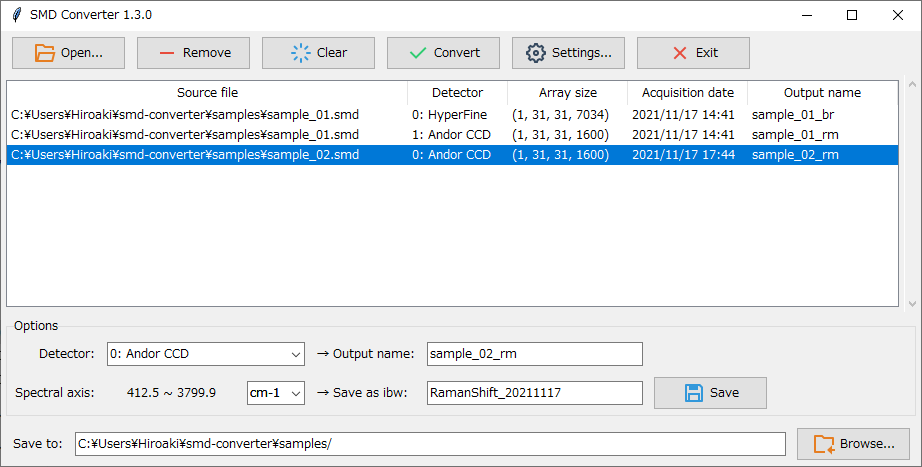 SMD Converter 1.3.0
Open... Remove Clear Convert Settings... Exit
Source file Detector Array size Acquisition date Output name
C:¥Users¥Hiroaki¥smd-converter¥samples¥sample_01.smd 0: HyperFine (1, 31, 31, 7034) 2021/11/17 14:41 sample_01_br
C:¥Users¥Hiroaki¥smd-converter¥samples¥sample_01.smd 1: Andor CCD (1, 31, 31, 1600) 2021/11/17 14:41 sample_01_rm
C:¥Users¥Hiroaki¥smd-converter¥samples¥sample_02.smd 0: Andor CCD (1, 31, 31, 1600) 2021/11/17 17:44 sample_02_rm
Options
Detector: 0: Andor CCD → Output name: sample_02_rm
Spectral axis: 412.5 ~ 3799.9 cm-1 → Save as ibw: RamanShift_20211117 Save
Save to: C:¥Users¥Hiroaki¥smd-converter¥samples/ Browse...